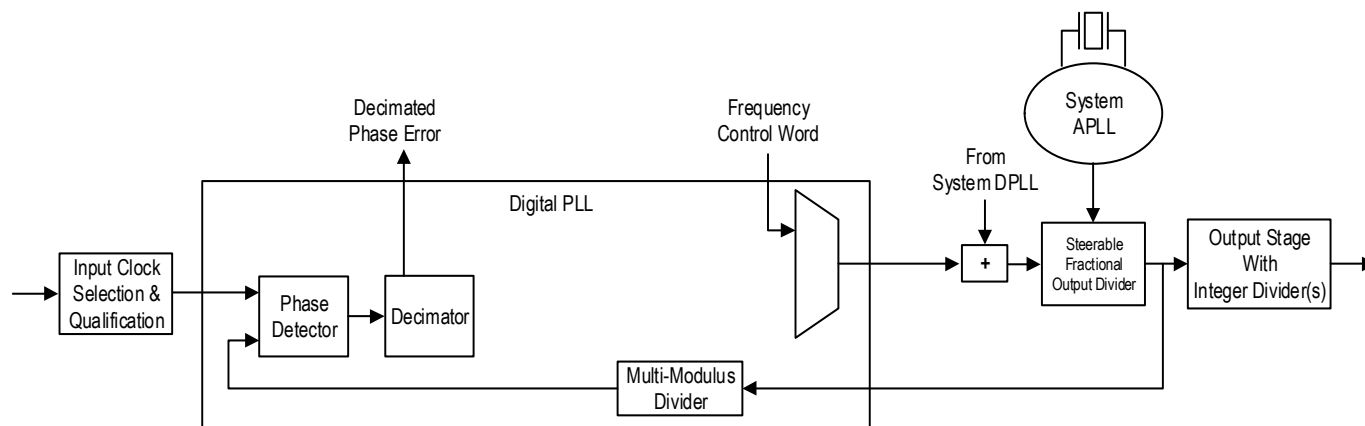 Decimated
Phase Error
Frequency
Control Word
System
APLL
From
System DPLL
Digital PLL
Input Clock
Selection &
Qualification
Phase
Detector
Decimator
+
Steerable
Fractional
Output Divider
Output Stage
With
Integer Divider(s)
Multi-Modulus
Divider